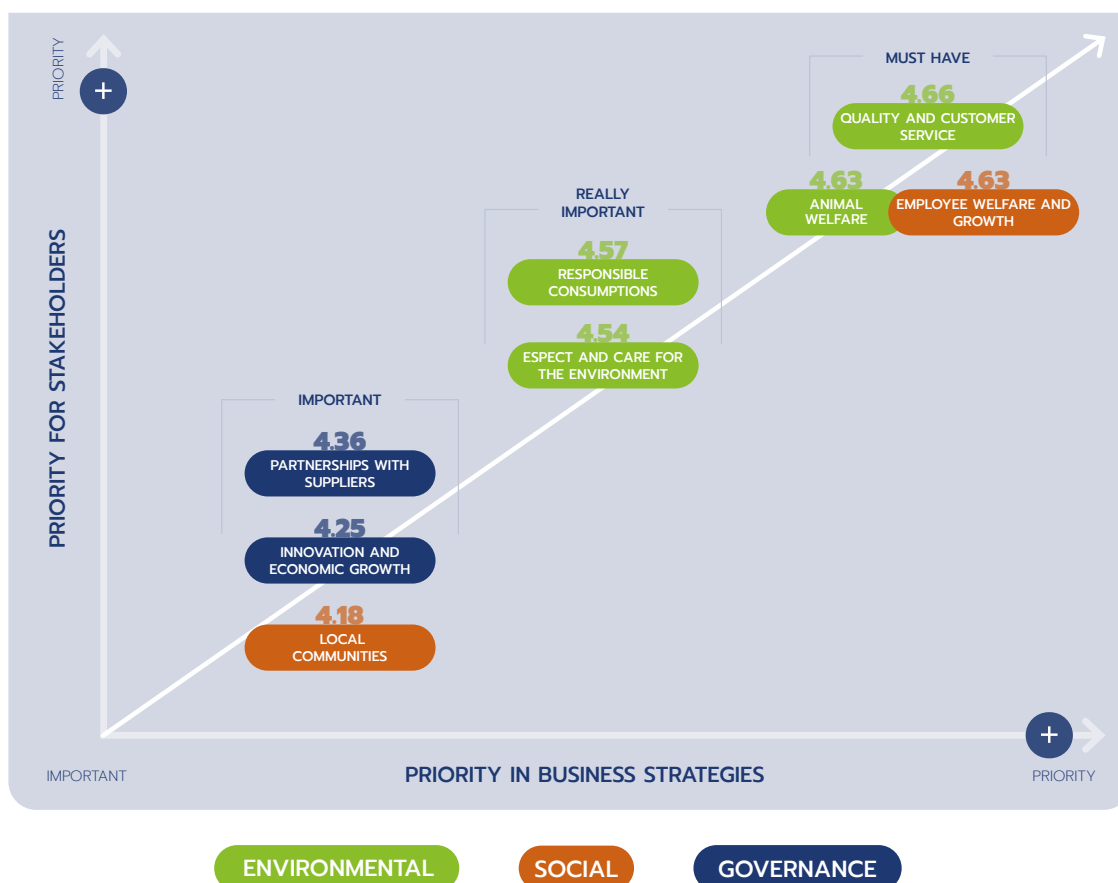 PRIORITY
+
MUST HAVE
4.66
QUALITY AND CUSTOMER
SERVICE
4.63
ANIMAL
WELFARE
4.63
EMPLOYEE WELFARE AND
GROWTH
REALLY
IMPORTANT
4.57
RESPONSIBLE
CONSUMPTIONS
4.54
ESPECT AND CARE FOR
THE ENVIRONMENT
IMPORTANT
4.36
PARTNERSHIPS WITH
SUPPLIERS
4.25
INNOVATION AND
ECONOMIC GROWTH
4.18
LOCAL
COMMUNITIES
PRIORITY FOR STAKEHOLDERS
+
IMPORTANT
PRIORITY IN BUSINESS STRATEGIES
PRIORITY
ENVIRONMENTAL
SOCIAL
GOVERNANCE